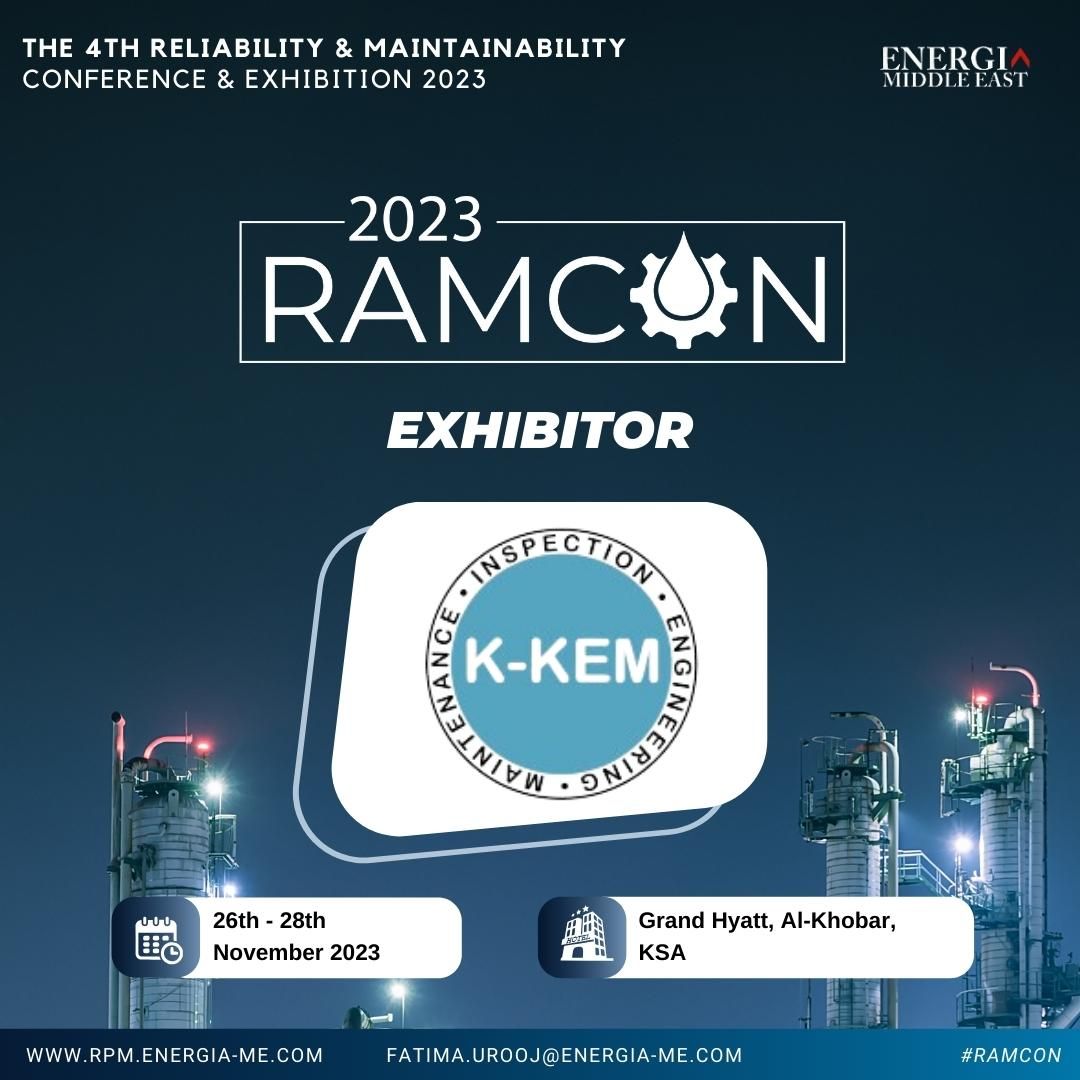 THE 4TH RELIABILITY & MAINTAINABILITY
CONFERENCE & EXHIBITION 2023
ENERGIA
MIDDLE EAST
2023
RAMCON
EXHIBITOR
MAINTENANCE • INSPECTION • ENGINEERING •
K-KEM
26th - 28th
November 2023
HOTEL
Grand Hyatt, Al-Khobar,
KSA
WWW.RPM.ENERGIA-ME.COM
FATIMA.UROOJ@ENERGIA-ME.COM
#RAMCON